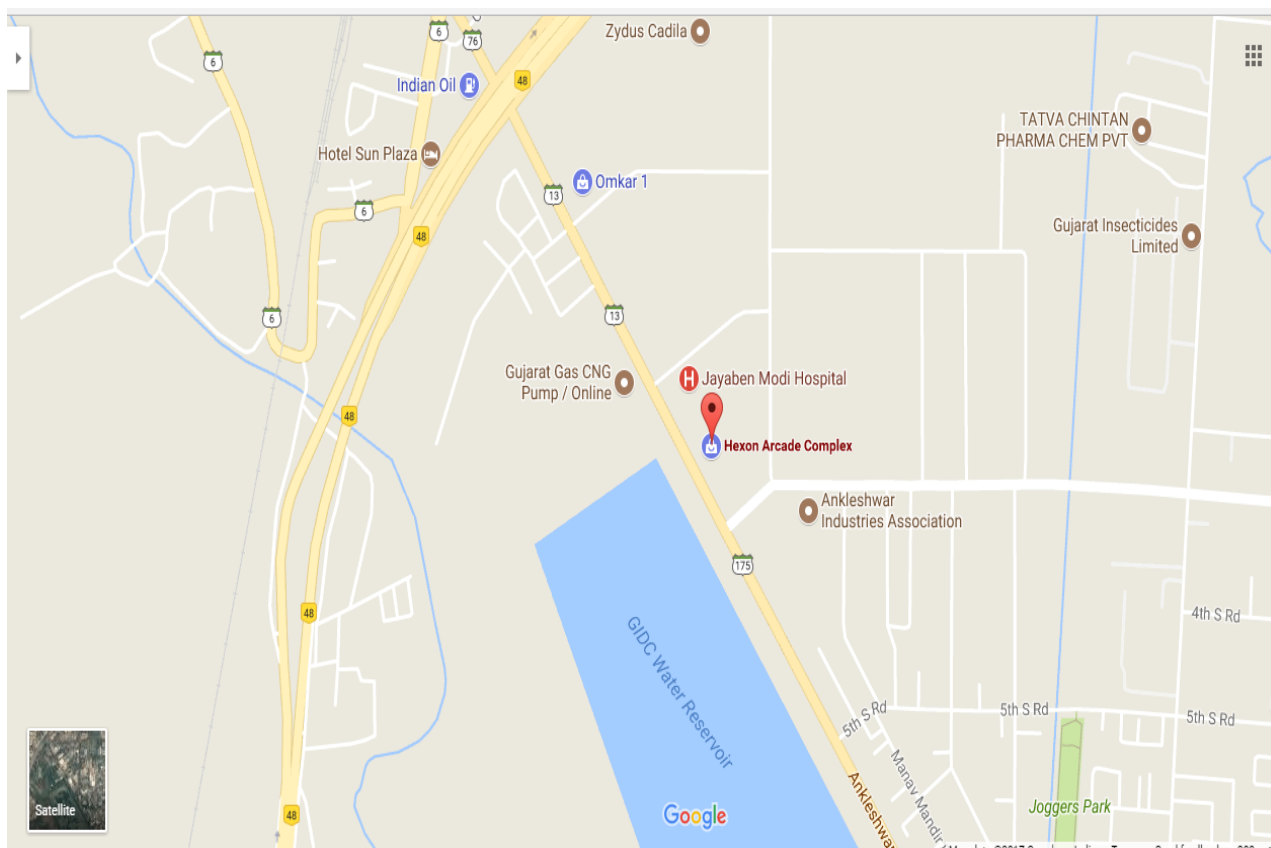 Zydus Cadila
6
76
6
48
Indian Oil
TATVA CHINTAN
PHARMA CHEM PVT
Hotel Sun Plaza
Omkar 1
13
6
48
Gujarat Insecticides
Limited
6
13
Gujarat Gas CNG
Pump / Online
Jayaben Modi Hospital
H
48
Hexon Arcade Complex
Ankleshwar
Industries Association
175
48
4th S Rd
GIDC Water Reservoir
5th S Rd
5th S Rd
5th S Rd
Manav Mandir
Ankleshwar
Satellite
48
Google
Joggers Park